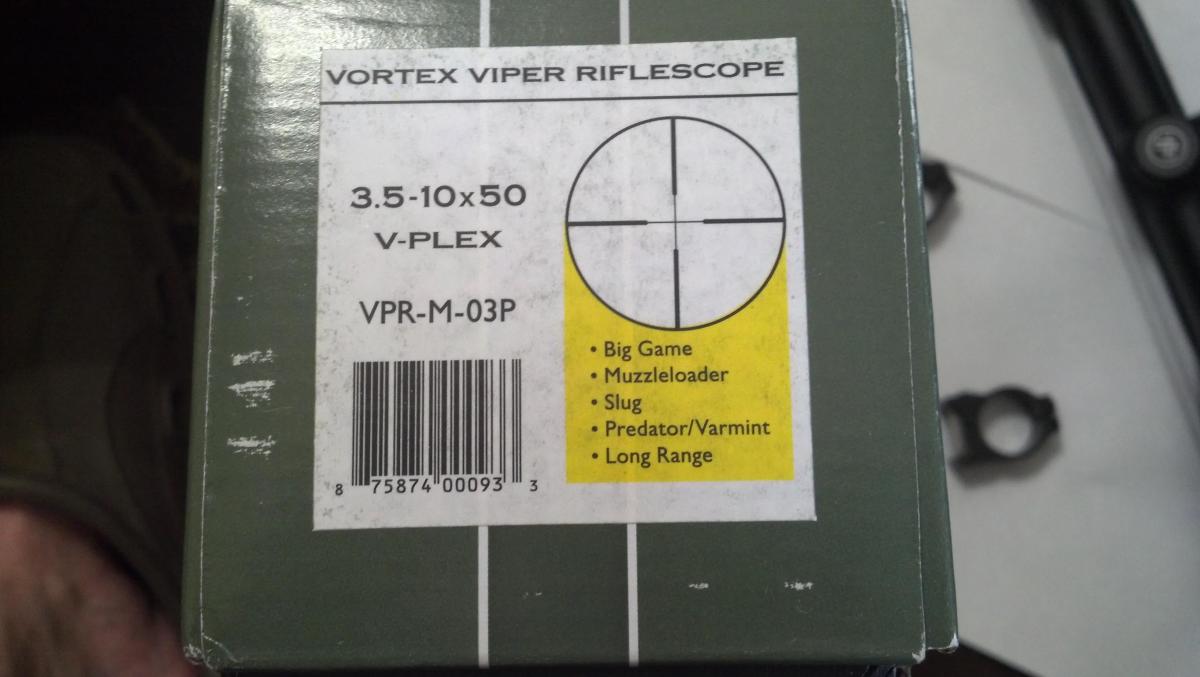 VORTEX VIPER RIFLESCOPE
3.5-10x50
V-PLEX
VPR-M-03P
8 75874 00093 3
• Big Game
• Muzzleloader
• Slug
• Predator/Varmint
• Long Range